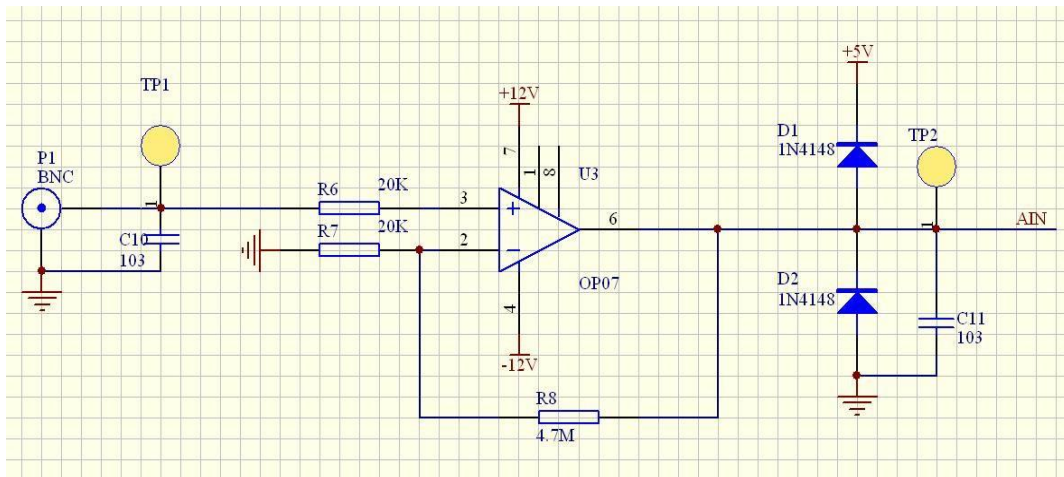 TP1
P1
BNC
1
C10
103
R6
20K
R7
20K
3
2
+12V
7
1
8
U3
6
OP07
4
-12V
R8
4.7M
+5V
D1
1N4148
TP2
1
AIN
D2
1N4148
C11
103